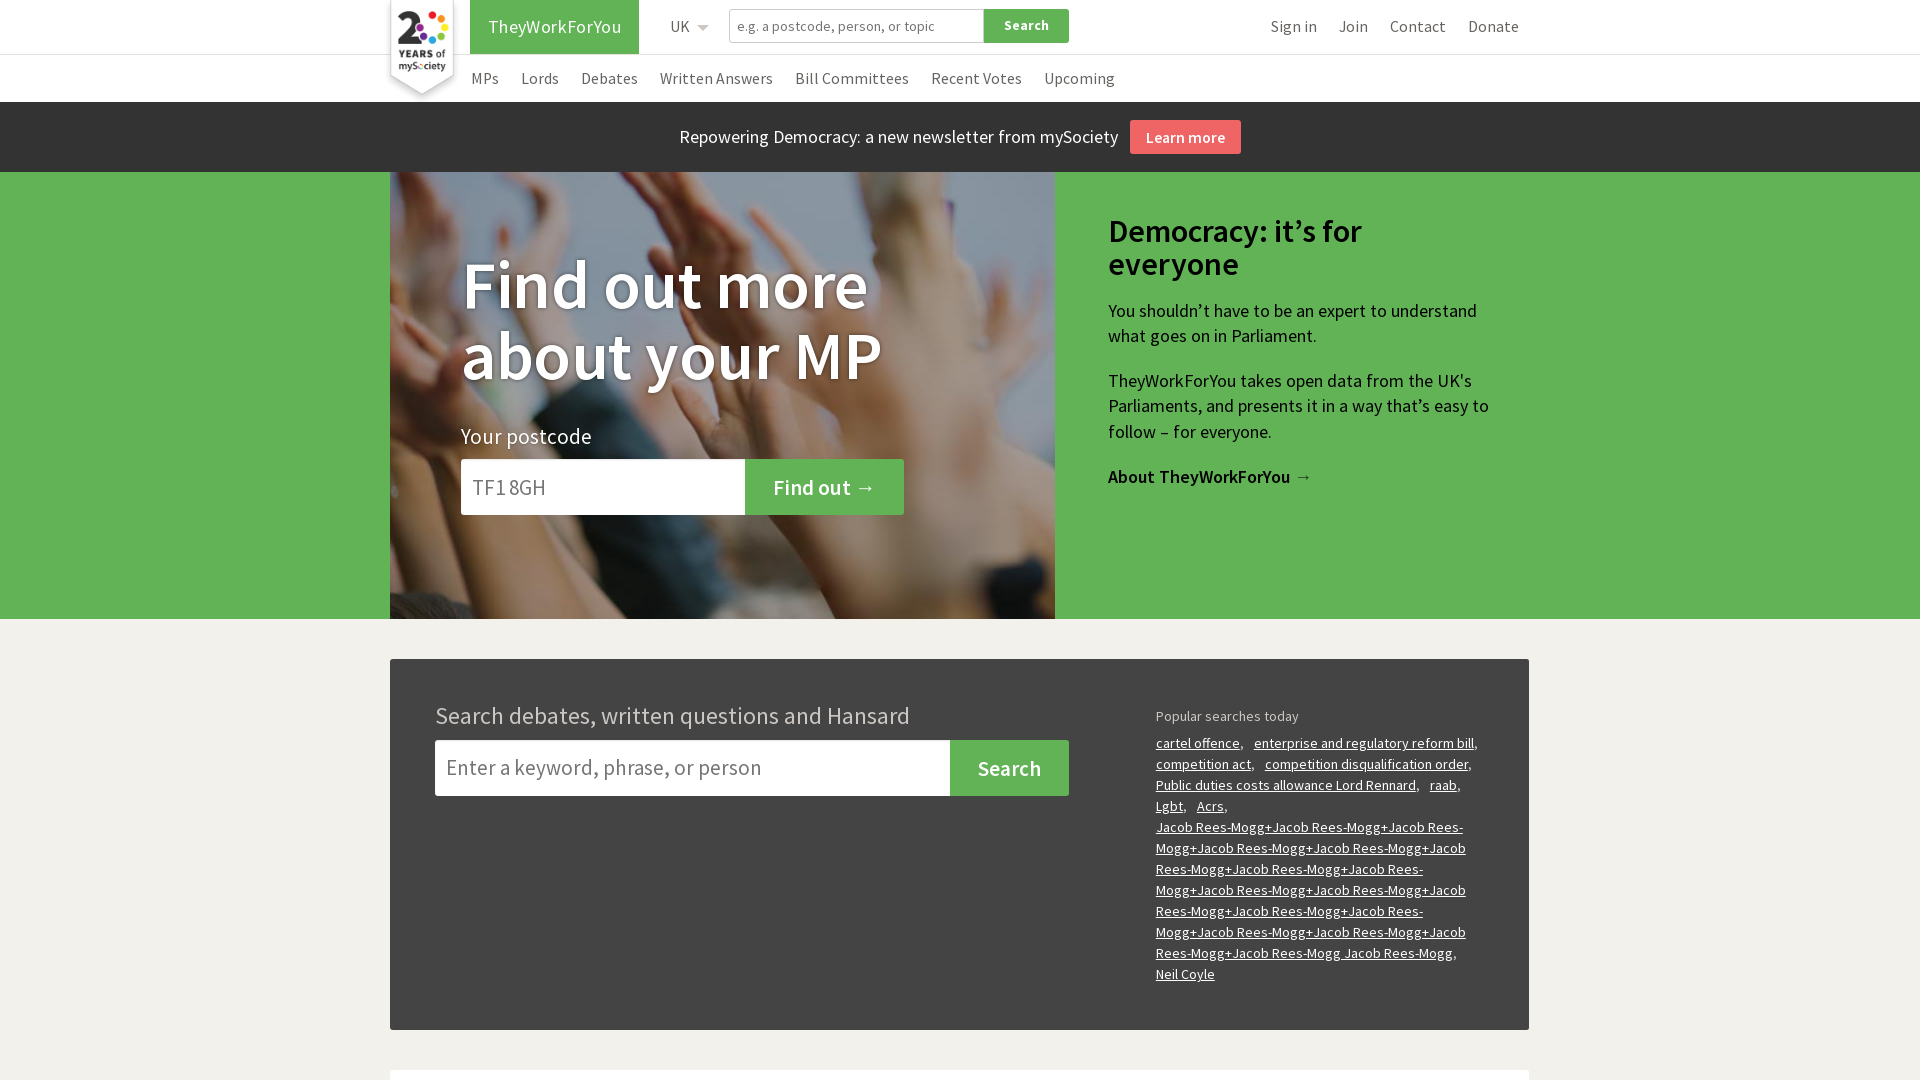 20
YEARS of
mySociety
TheyWorkForYou
UK
e.g. a postcode, person, or topic
Search
Sign in
Join
Contact
Donate
MPs
Lords
Debates
Written Answers
Bill Committees
Recent Votes
Upcoming
Repowering Democracy: a new newsletter from mySociety
Learn more
Find out more
about your MP
Your postcode
TF1 8GH
Find out →
Democracy: it’s for
everyone
You shouldn’t have to be an expert to understand
what goes on in Parliament.
TheyWorkForYou takes open data from the UK's
Parliaments, and presents it in a way that’s easy to
follow – for everyone.
About TheyWorkForYou →
Search debates, written questions and Hansard
Enter a keyword, phrase, or person
Search
Popular searches today
cartel offence, enterprise and regulatory reform bill,
competition act, competition disqualification order,
Public duties costs allowance Lord Rennard, raab,
Lgbt, Acrs,
Jacob Rees-Mogg+Jacob Rees-Mogg+Jacob Rees-
Mogg+Jacob Rees-Mogg+Jacob Rees-Mogg+Jacob
Rees-Mogg+Jacob Rees-Mogg+Jacob Rees-
Mogg+Jacob Rees-Mogg+Jacob Rees-Mogg+Jacob
Rees-Mogg+Jacob Rees-Mogg+Jacob Rees-
Mogg+Jacob Rees-Mogg+Jacob Rees-Mogg+Jacob
Rees-Mogg+Jacob Rees-Mogg Jacob Rees-Mogg,
Neil Coyle